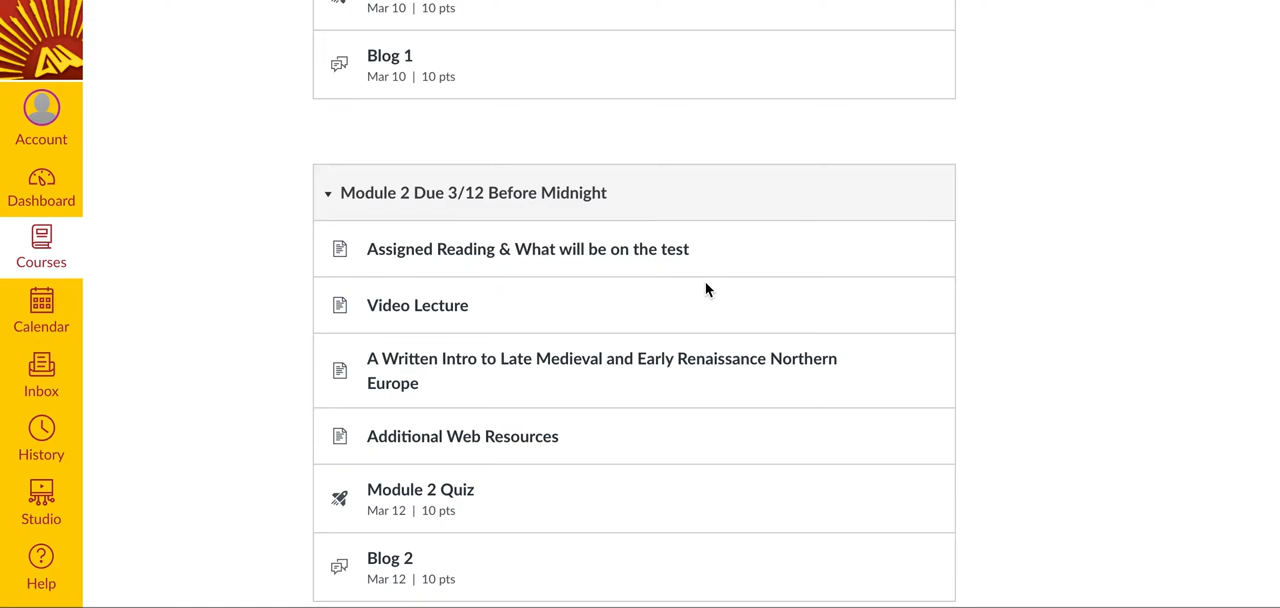 Mar 10 | 10 pts
Blog 1
Mar 10 | 10 pts
Account
Dashboard
Courses
Calendar
Inbox
History
Studio
Help
Module 2 Due 3/12 Before Midnight
Assigned Reading & What will be on the test
Video Lecture
A Written Intro to Late Medieval and Early Renaissance Northern
Europe
Additional Web Resources
Module 2 Quiz
Mar 12 | 10 pts
Blog 2
Mar 12 | 10 pts